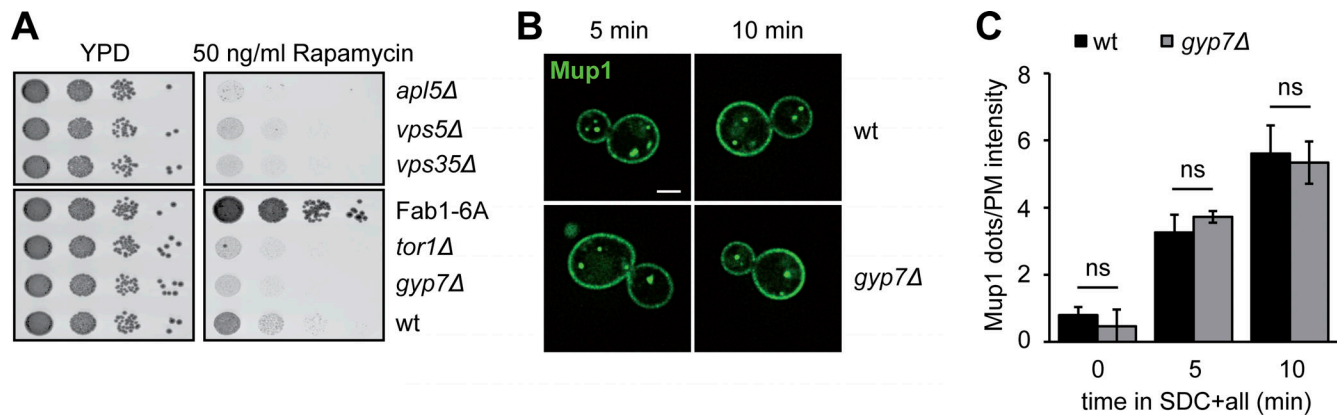 A
YPD 50 ng/ml Rapamycin
apl5Δ
vps5Δ
vps35Δ
Fab1-6A
tor1Δ
gyp7Δ
wt
B
5 min 10 min
Mup1
wt
gyp7Δ
C
wt gyp7Δ
Mup1 dots/PM intensity
8
6
4
2
0
ns
ns
ns
0 5 10
time in SDC+all (min)